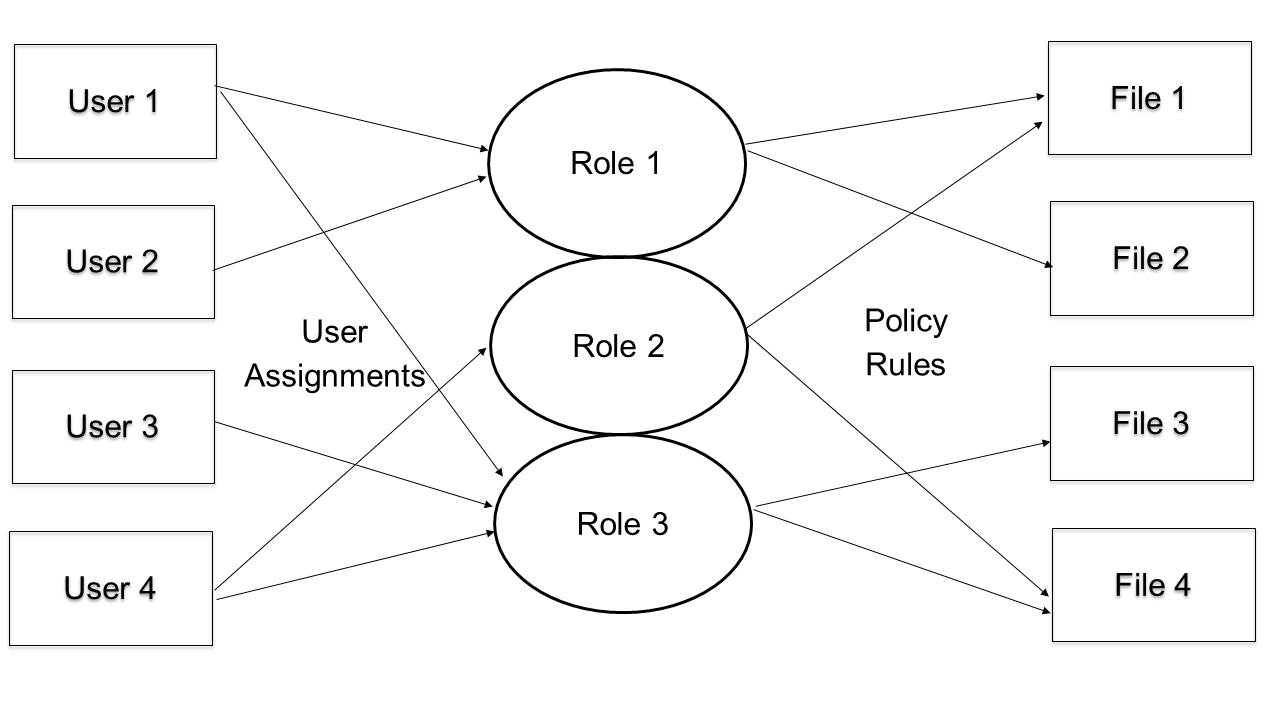 User 1
User 2
User 3
User 4
User
Assignments
Role 1
Role 2
Role 3
Policy
Rules
File 1
File 2
File 3
File 4